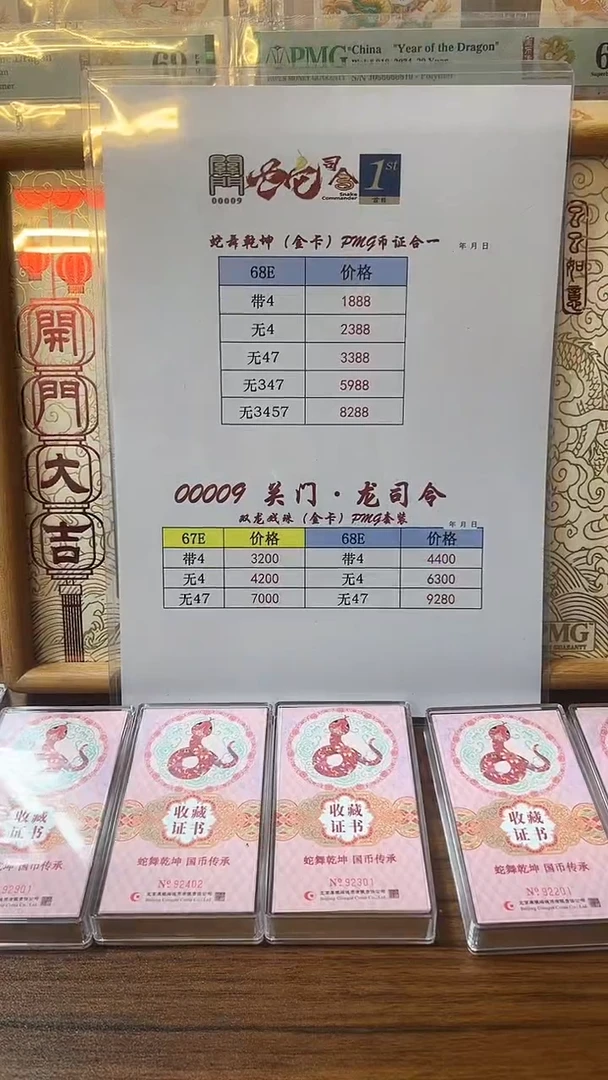 69
PMG
China "Year of the Dragon"
開
蛇
司
令
1st
00009
Snake
Commander
蛇舞乾坤（金卡）PMG币证合一 年 月 日
68E 价格
带4 1888
无4 2388
无47 3388
无347 5988
无3457 8288
00009 关门·龙司令
双龙戏珠（金卡）PMG套装 年 月 日
67E 价格 68E 价格
带4 3200 带4 4400
无4 4200 无4 6300
无47 7000 无47 9280
開
門
大
吉
如
意
PMG
收藏
证书
蛇舞乾坤 国币传承
92901
收藏
证书
蛇舞乾坤 国币传承
№92402
收藏
证书
蛇舞乾坤 国币传承
№92301
收藏
证书
蛇舞乾坤 国币传承
№92201